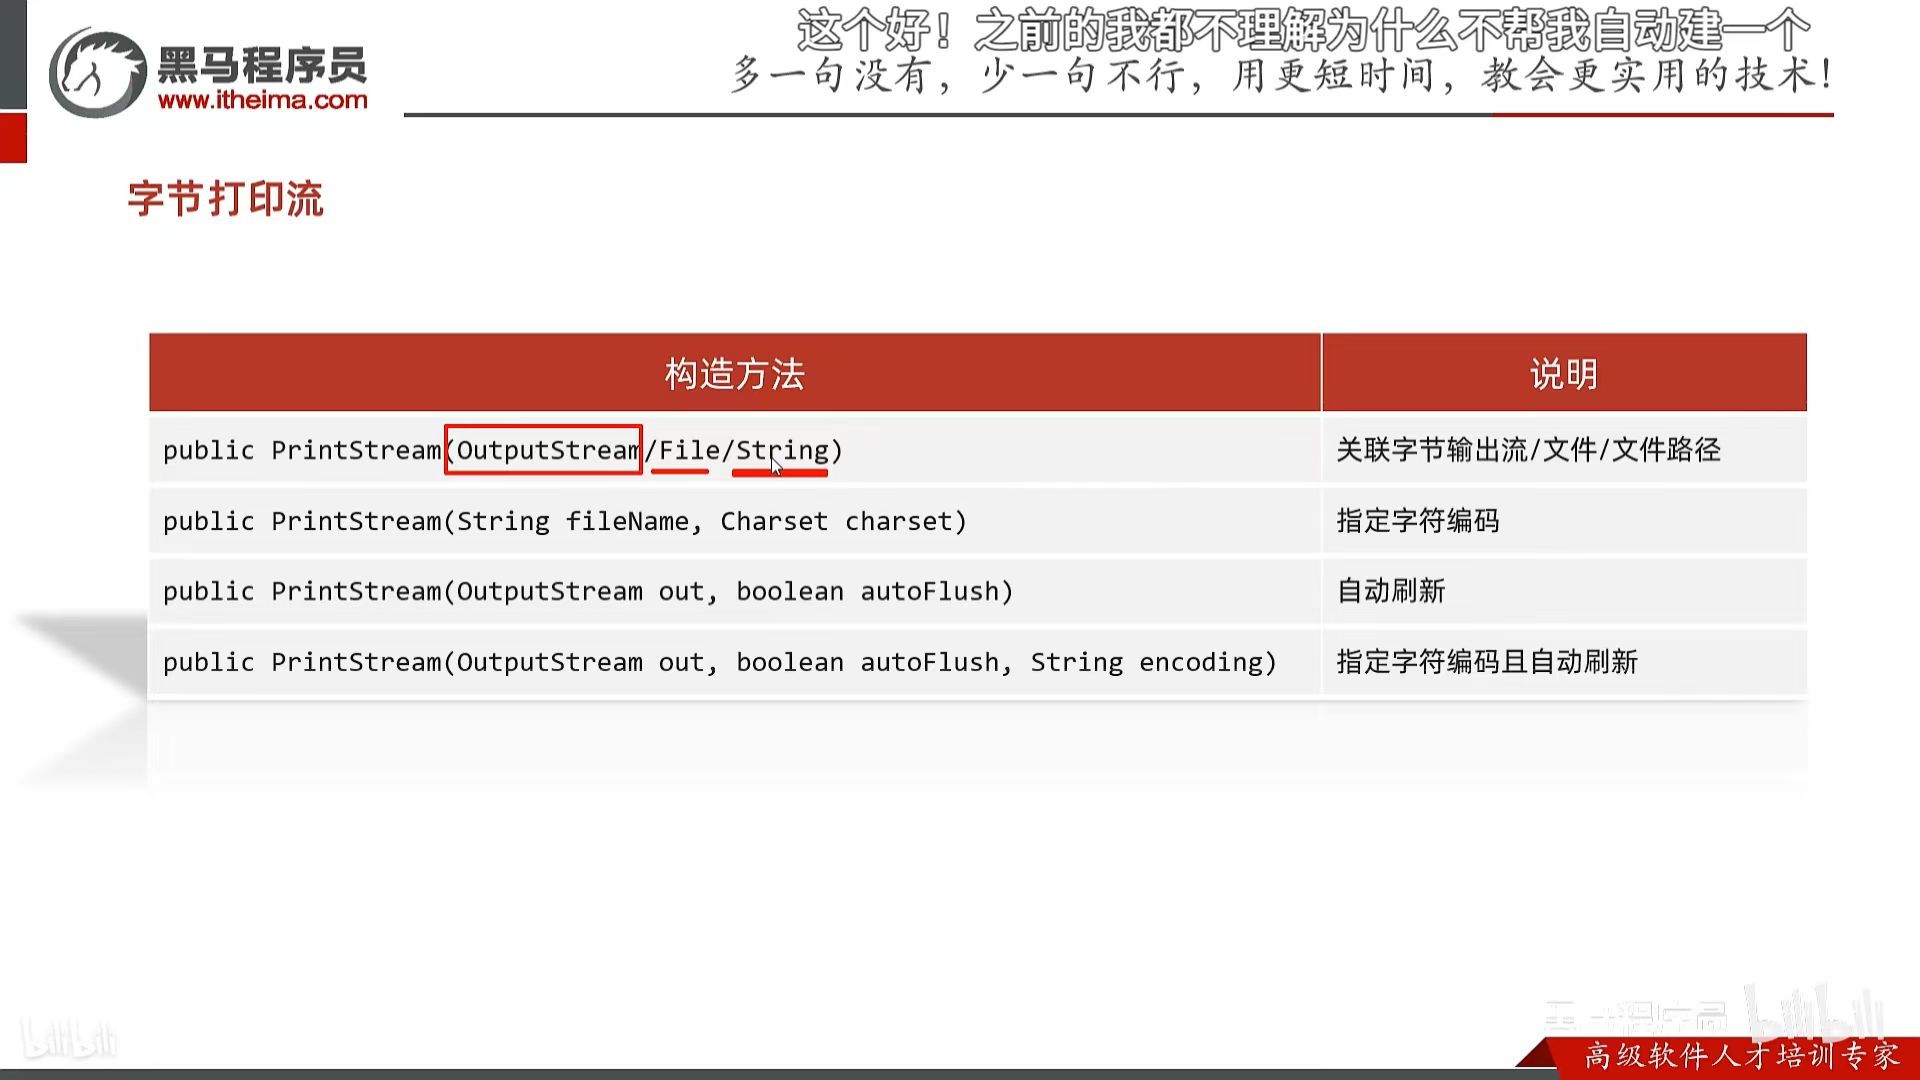 这个好！之前的我都不理解为什么不帮我自动建一个
黑马程序员
www.itheima.com
多一句没有，少一句不行，用更短时间，教会更实用的技术！
字节打印流
构造方法 说明
public PrintStream(OutputStream/File/String) 关联字节输出流/文件/文件路径
public PrintStream(String fileName, Charset charset) 指定字符编码
public PrintStream(OutputStream out, boolean autoFlush) 自动刷新
public PrintStream(OutputStream out, boolean autoFlush, String encoding) 指定字符编码且自动刷新
bilibili
黑马程序员 bilibili
高级软件人才培训专家